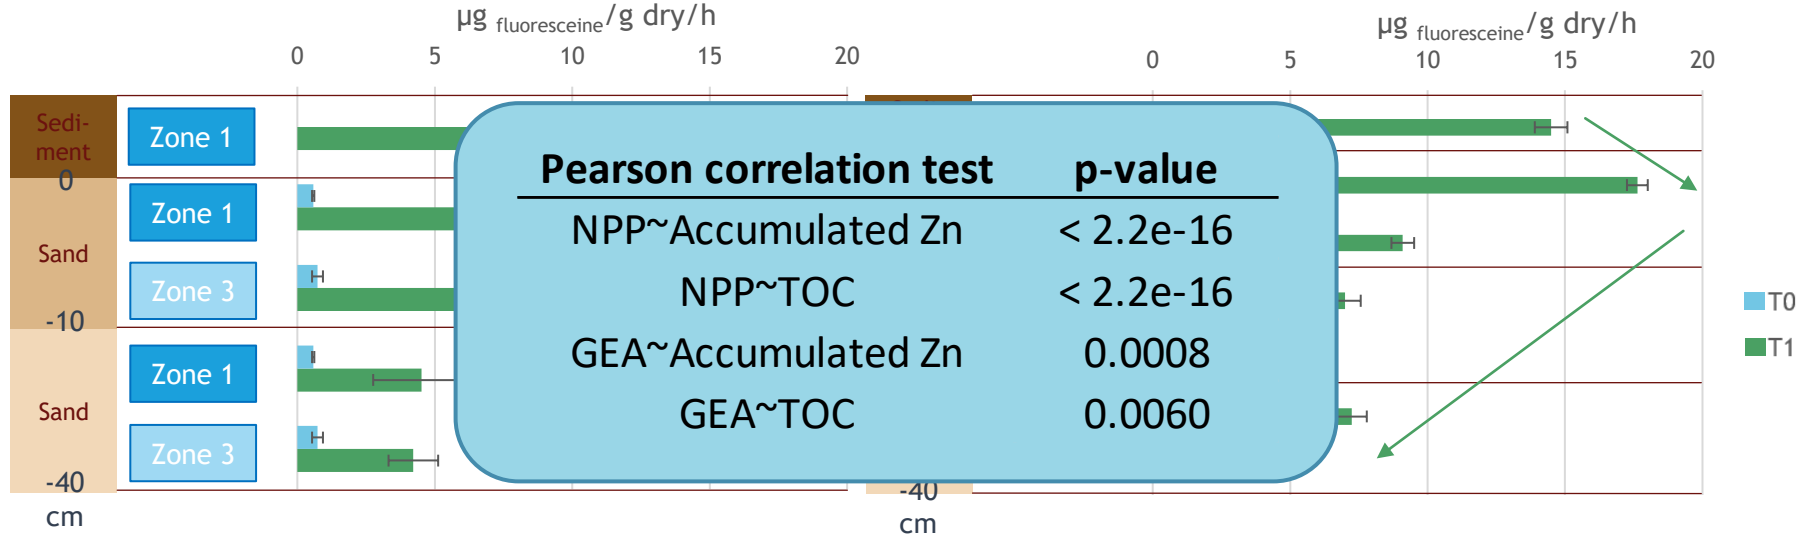 µg fluoresceine/g dry/h
0 5 10 15 20
µg fluoresceine/g dry/h
0 5 10 15 20
Sedi-
ment
Zone 1
0
Zone 1
Sand
Zone 3
-10
Zone 1
Sand
Zone 3
-40
cm
Pearson correlation test p-value
NPP~Accumulated Zn < 2.2e-16
NPP~TOC < 2.2e-16
GEA~Accumulated Zn 0.0008
GEA~TOC 0.0060
-40
cm
T0
T1